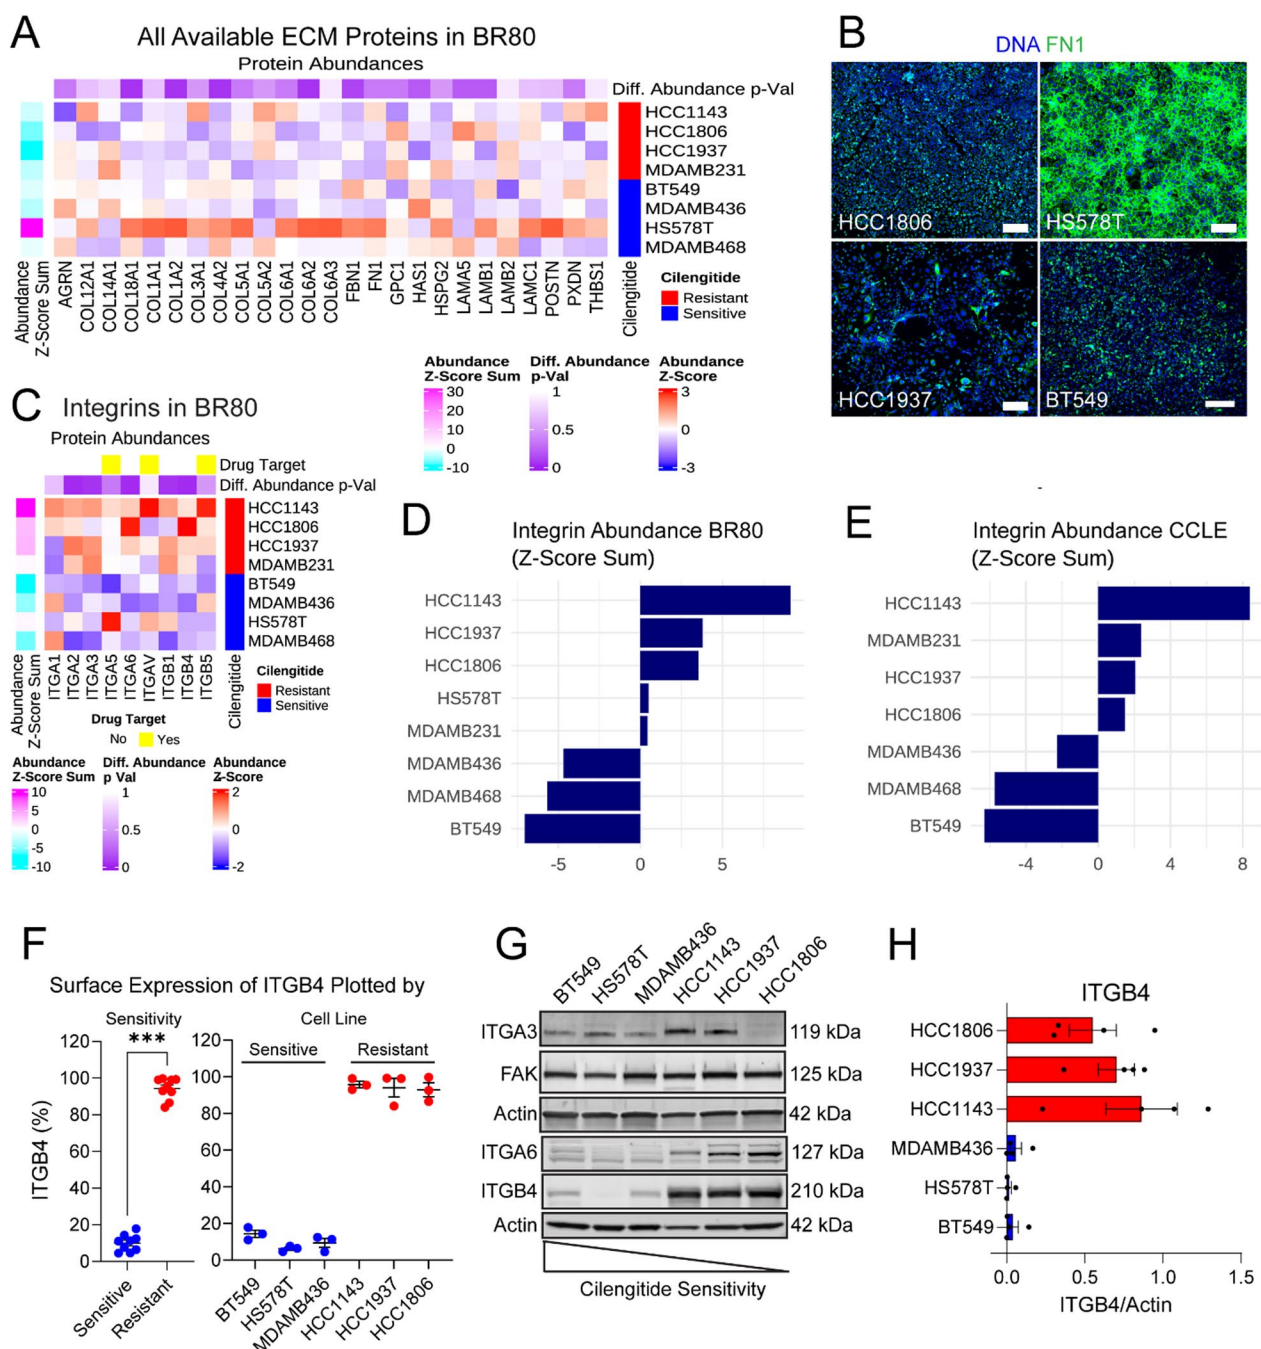 A
All Available ECM Proteins in BR80
Protein Abundances
Diff. Abundance p-Val
HCC1143
HCC1806
HCC1937
MDAMB231
BT549
MDAMB436
HS578T
MDAMB468
Abundance
Z-Score Sum
AGRN
COL12A1
COL14A1
COL18A1
COL1A1
COL1A2
COL3A1
COL4A2
COL5A1
COL5A2
COL6A1
COL6A2
COL6A3
FBN1
FN1
GPC1
HAS1
HSPG2
LAMA5
LAMB1
LAMB2
LAMC1
POSTN
PXDN
THBS1
Cilengitide
Cilengitide
Resistant
Sensitive
Abundance
Z-Score Sum
30
20
10
0
-10
Diff. Abundance
p-Val
1
0.5
0
Abundance
Z-Score
3
0
-3
B
DNA FN1
HCC1806
HS578T
HCC1937
BT549
C
Integrins in BR80
Protein Abundances
Drug Target
Diff. Abundance p-Val
HCC1143
HCC1806
HCC1937
MDAMB231
BT549
MDAMB436
HS578T
MDAMB468
Abundance
Z-Score Sum
ITGA1
ITGA2
ITGA3
ITGA5
ITGA6
ITGAV
ITGB1
ITGB4
ITGB5
Cilengitide
Cilengitide
Resistant
Sensitive
Drug Target
No Yes
Abundance
Z-Score Sum
10
5
0
-5
-10
Diff. Abundance
p Val
1
0.5
0
Abundance
Z-Score
2
0
-2
D
Integrin Abundance BR80
(Z-Score Sum)
HCC1143
HCC1937
HCC1806
HS578T
MDAMB231
MDAMB436
MDAMB468
BT549
-5 0 5
E
Integrin Abundance CCLE
(Z-Score Sum)
HCC1143
MDAMB231
HCC1937
HCC1806
MDAMB436
MDAMB468
BT549
-4 0 4 8
F
Surface Expression of ITGB4 Plotted by
Sensitivity
***
120
100
80
60
40
20
0
ITGB4 (%)
Sensitive
Resistant
Cell Line
Sensitive Resistant
120
100
80
60
40
20
0
BT549
HS578T
MDAMB436
HCC1143
HCC1937
HCC1806
G
BT549
HS578T
MDAMB436
HCC1143
HCC1937
HCC1806
ITGA3 119 kDa
FAK 125 kDa
Actin 42 kDa
ITGA6 127 kDa
ITGB4 210 kDa
Actin 42 kDa
Cilengitide Sensitivity
H
ITGB4
HCC1806
HCC1937
HCC1143
MDAMB436
HS578T
BT549
0.0 0.5 1.0 1.5
ITGB4/Actin